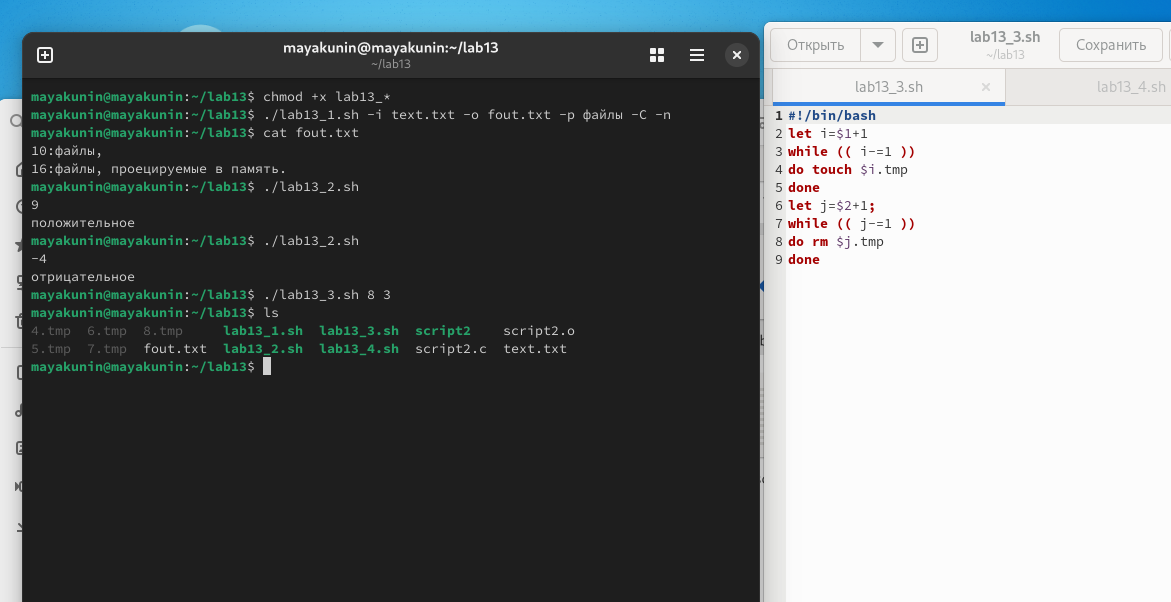 mayakunin@mayakunin:~/lab13
~/lab13
mayakunin@mayakunin:~/lab13$ chmod +x lab13_*
mayakunin@mayakunin:~/lab13$ ./lab13_1.sh -i text.txt -o fout.txt -p файлы -C -n
mayakunin@mayakunin:~/lab13$ cat fout.txt
10:файлы,
16:файлы, проецируемые в память.
mayakunin@mayakunin:~/lab13$ ./lab13_2.sh
9
положительное
mayakunin@mayakunin:~/lab13$ ./lab13_2.sh
-4
отрицательное
mayakunin@mayakunin:~/lab13$ ./lab13_3.sh 8 3
mayakunin@mayakunin:~/lab13$ ls
4.tmp 6.tmp 8.tmp lab13_1.sh lab13_3.sh script2 script2.o
5.tmp 7.tmp fout.txt lab13_2.sh lab13_4.sh script2.c text.txt
mayakunin@mayakunin:~/lab13$
Открыть
lab13_3.sh
~/lab13
Сохранить
lab13_3.sh
lab13_4.sh
1 #!/bin/bash
2 let i=$1+1
3 while (( i-=1 ))
4 do touch $i.tmp
5 done
6 let j=$2+1;
7 while (( j-=1 ))
8 do rm $j.tmp
9 done